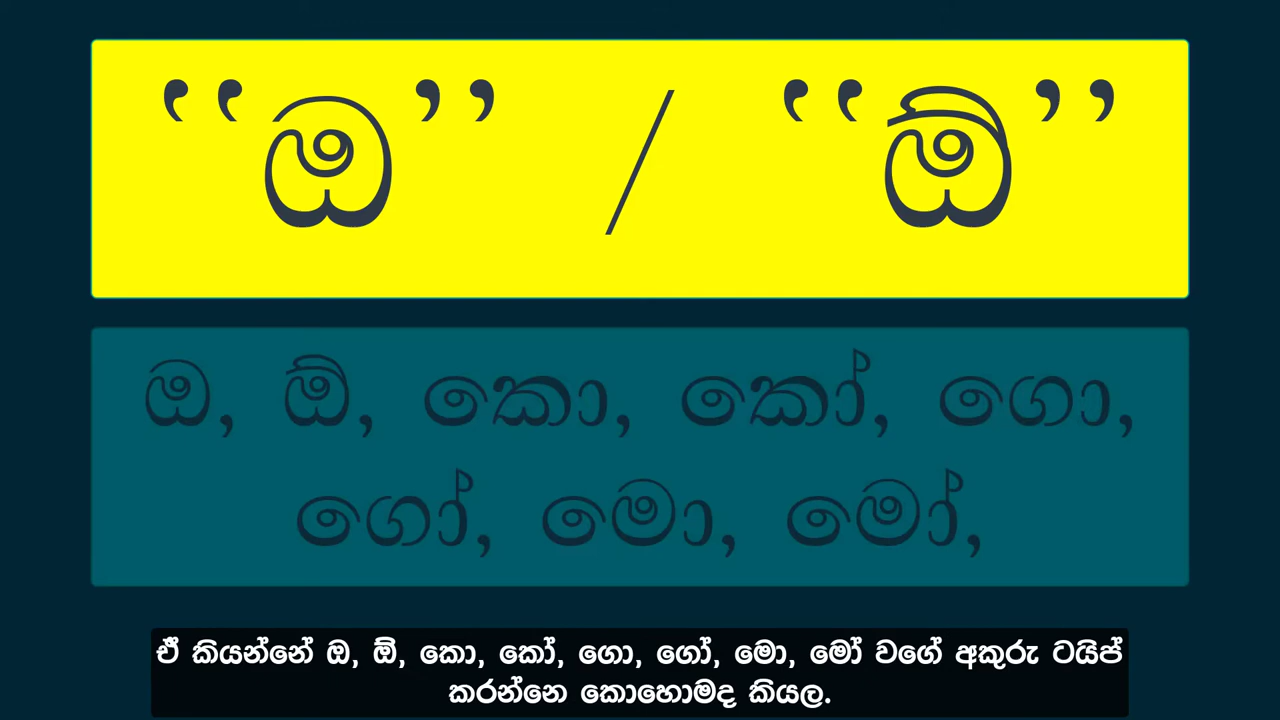 ‘‘ඔ’’ / ‘‘ඕ’’
ඔ, ඕ, කො, කෝ, ගො,
ගෝ, මො, මෝ,
ඒ කියන්නේ ඔ, ඕ, කො, කෝ, ගො, ගෝ, මො, මෝ වගේ අකුරු ටයිප්
කරන්නෙ කොහොමද කියල.